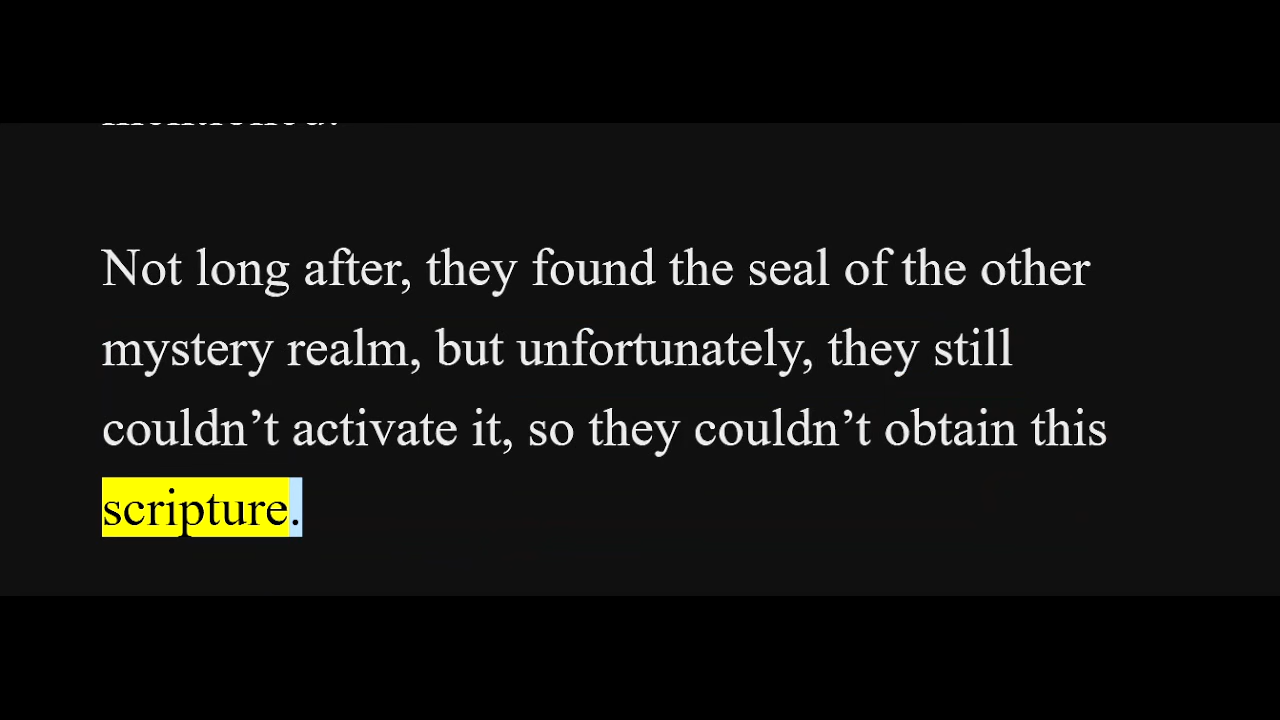 Not long after, they found the seal of the other
mystery realm, but unfortunately, they still
couldn’t activate it, so they couldn’t obtain this
scripture.